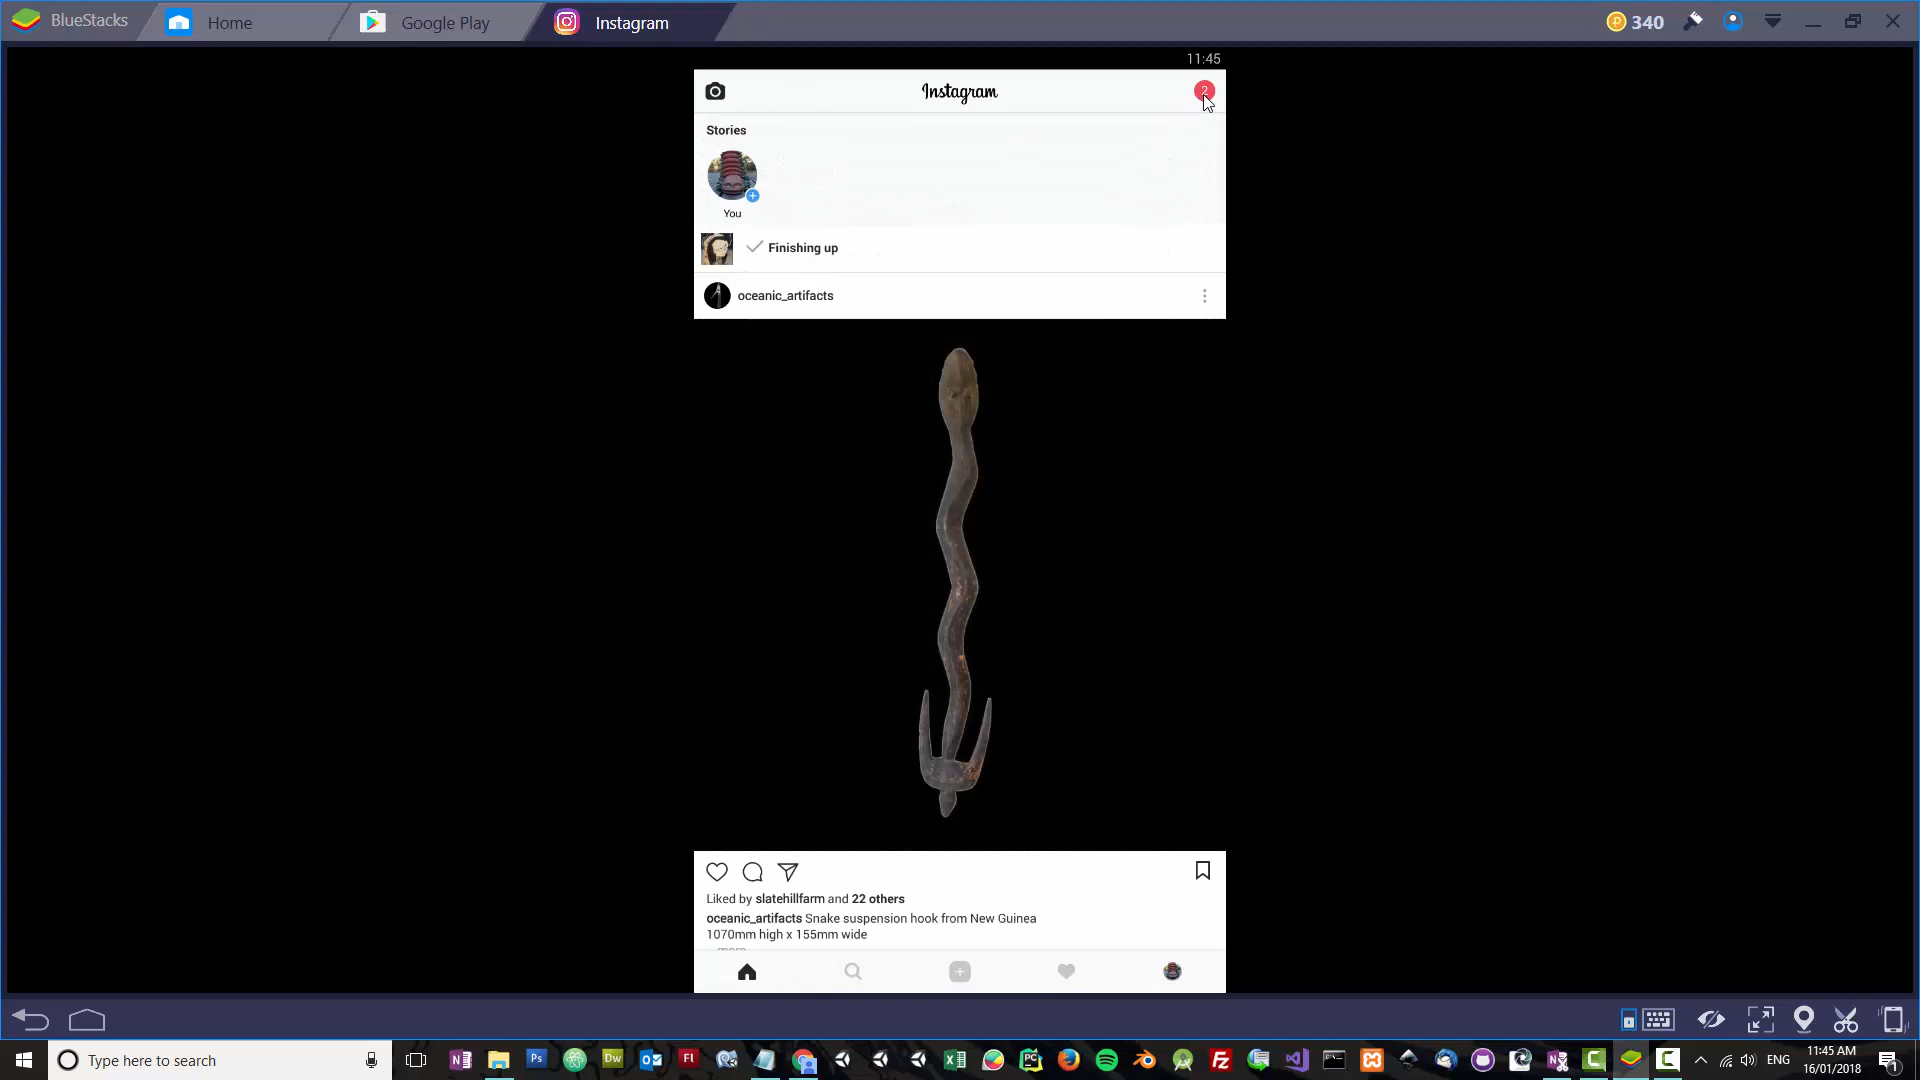 BlueStacks
Home
Google Play
Instagram
340
11:45
Instagram
2
Stories
You
Finishing up
oceanic_artifacts
Liked by slatehillfarm and 22 others
oceanic_artifacts Snake suspension hook from New Guinea
1070mm high x 155mm wide
Type here to search
ENG
11:45 AM
16/01/2018
1